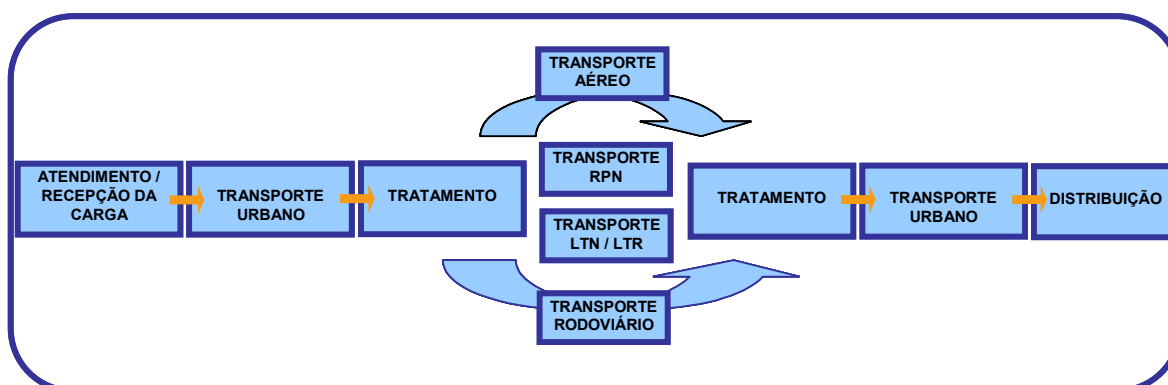 TRANSPORTE
AÉREO
ATENDIMENTO /
RECEPÇÃO DA
CARGA
TRANSPORTE
URBANO
TRATAMENTO
TRANSPORTE
RPN
TRANSPORTE
LTN / LTR
TRANSPORTE
RODOVIÁRIO
TRATAMENTO
TRANSPORTE
URBANO
DISTRIBUIÇÃO